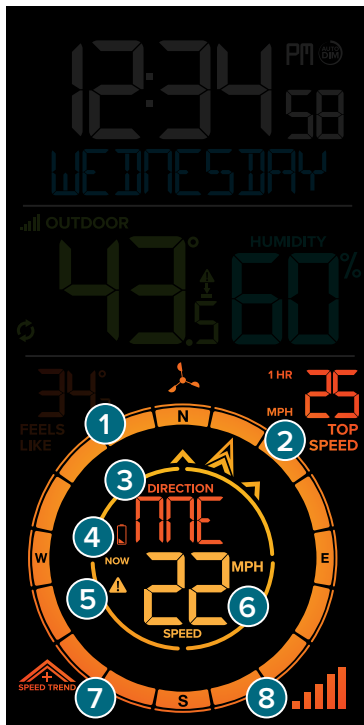 12:34 PM AUTO DIM
58
WEDNESDAY
OUTDOOR
43.5°
HUMIDITY
60%
34°
FEELS LIKE
1 HR
25
MPH
TOP SPEED
1
2
N
3
DIRECTION
NNE
4
NOW
W
E
5
22 MPH
6
SPEED
S
+
SPEED TREND
7
8